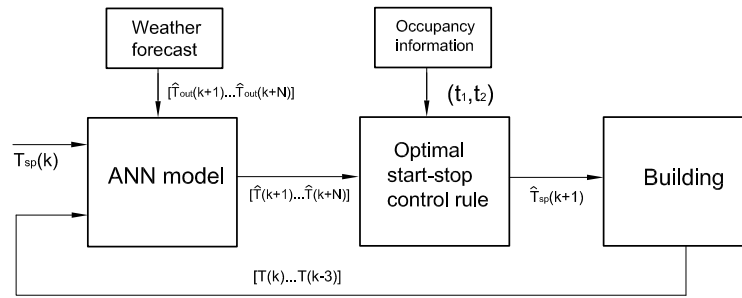 Weather
forecast
Occupancy
information
[T̂out(k+1)...T̂out(k+N)]
(t1,t2)
Tsp(k)
ANN model
[T̂(k+1)...T̂(k+N)]
Optimal
start-stop
control rule
T̂sp(k+1)
Building
[T(k)...T(k-3)]